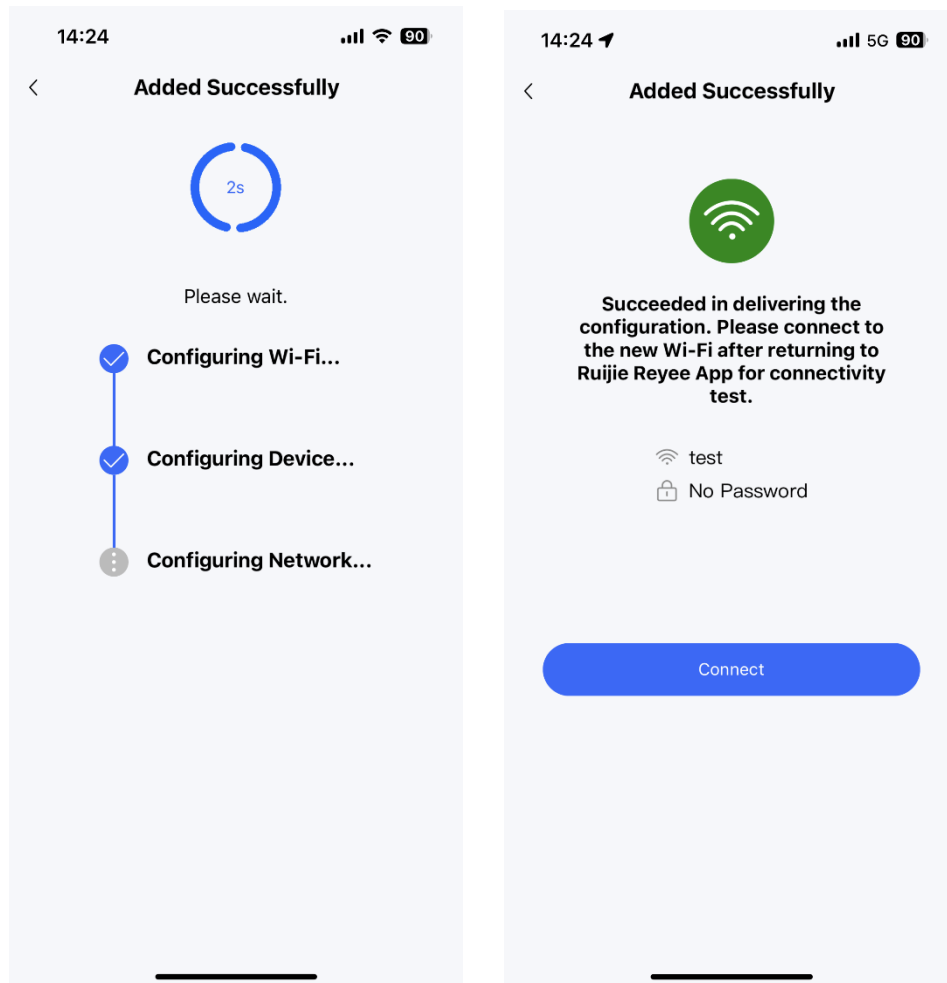 14:24
90
Added Successfully
2s
Please wait.
Configuring Wi-Fi...
Configuring Device...
Configuring Network...
14:24
5G 90
Added Successfully
Succeeded in delivering the
configuration. Please connect to
the new Wi-Fi after returning to
Ruijie Reyee App for connectivity
test.
test
No Password
Connect